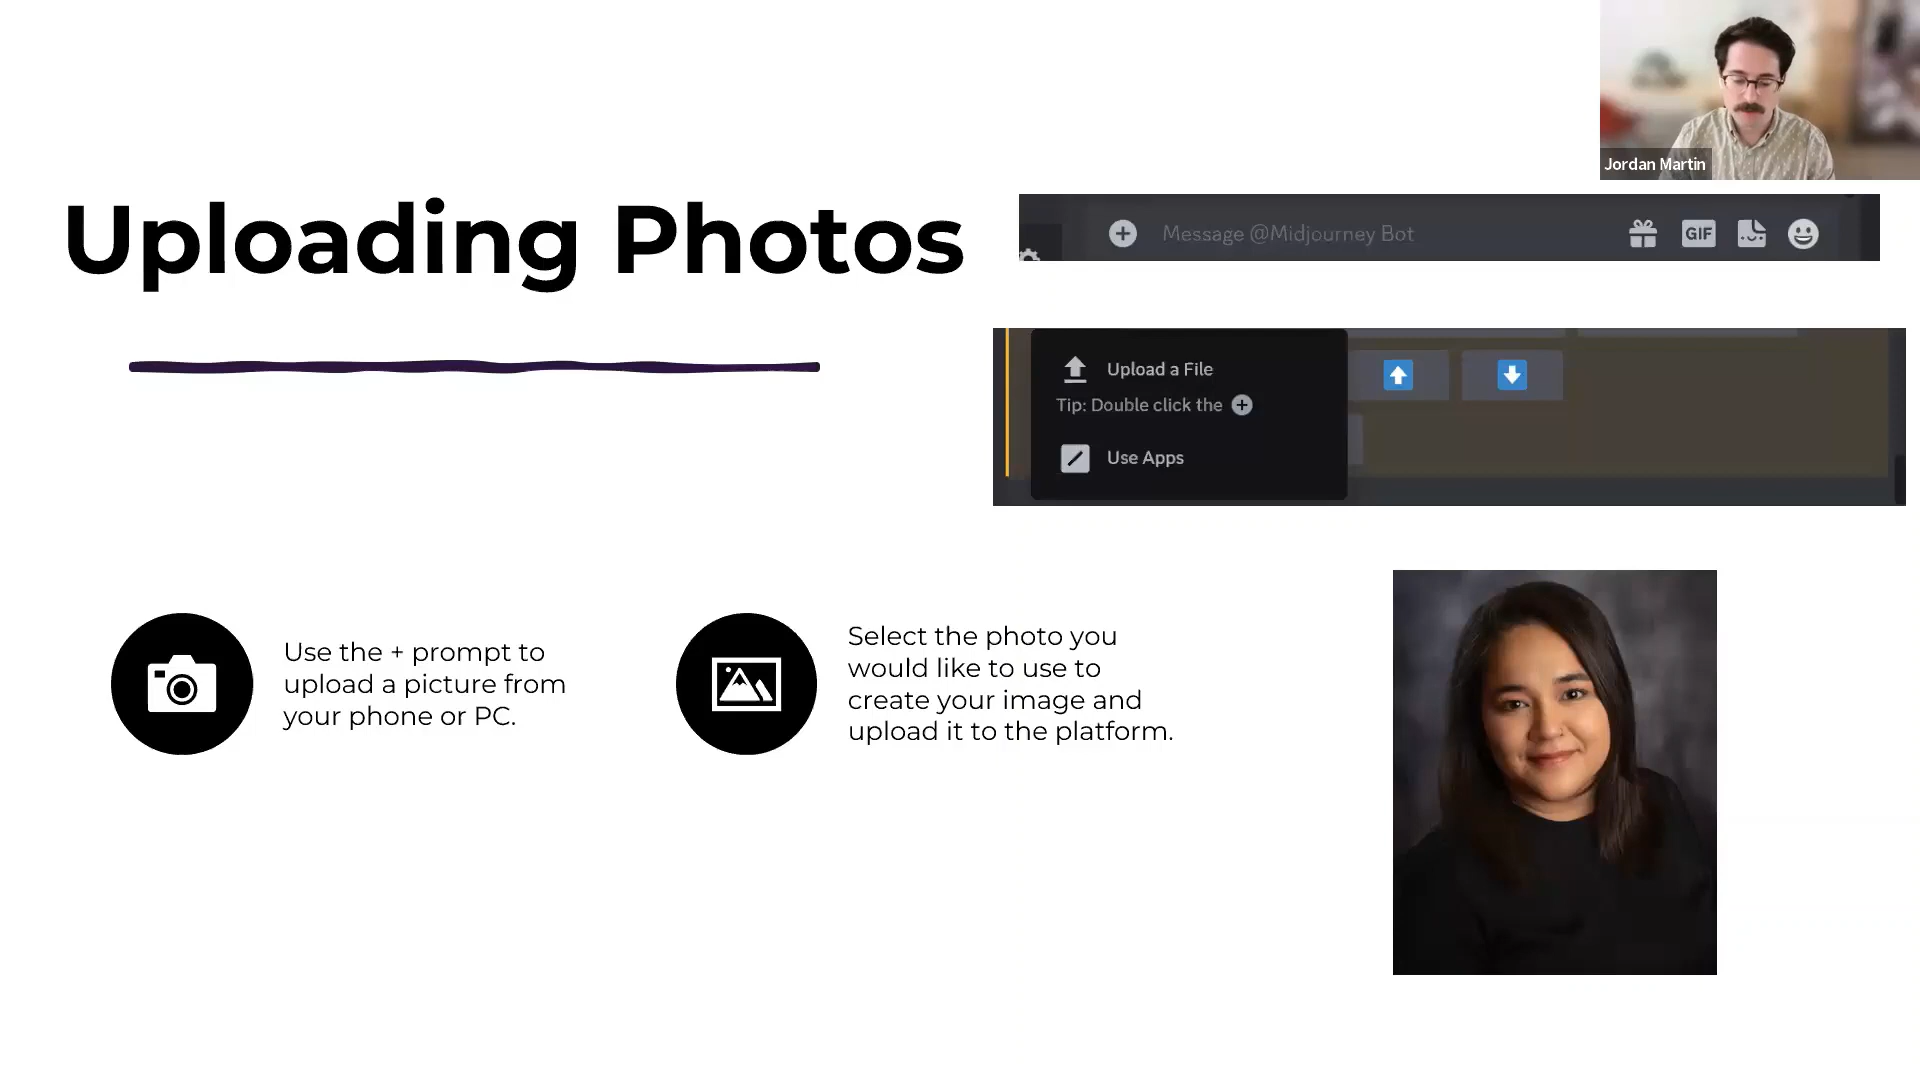 Jordan Martin
Uploading Photos
Message @Midjourney Bot
GIF
Upload a File
Tip: Double click the
Use Apps
Use the + prompt to
upload a picture from
your phone or PC.
Select the photo you
would like to use to
create your image and
upload it to the platform.